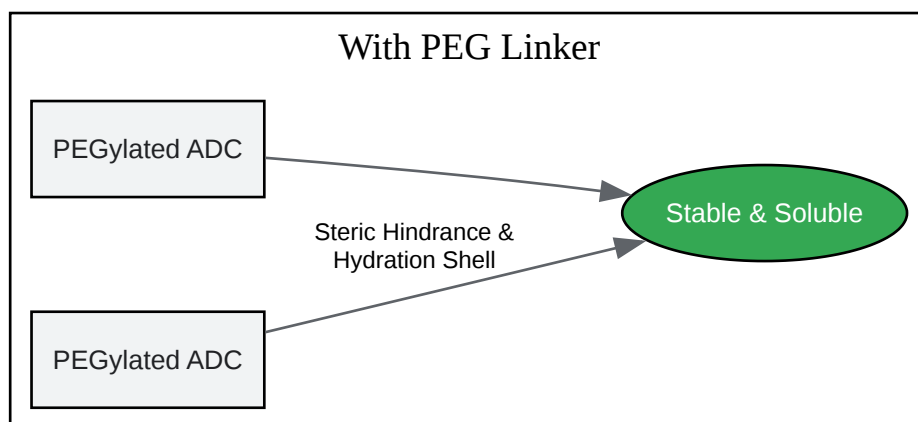 With PEG Linker
PEGylated ADC
Stable & Soluble
Steric Hindrance &
Hydration Shell
PEGylated ADC